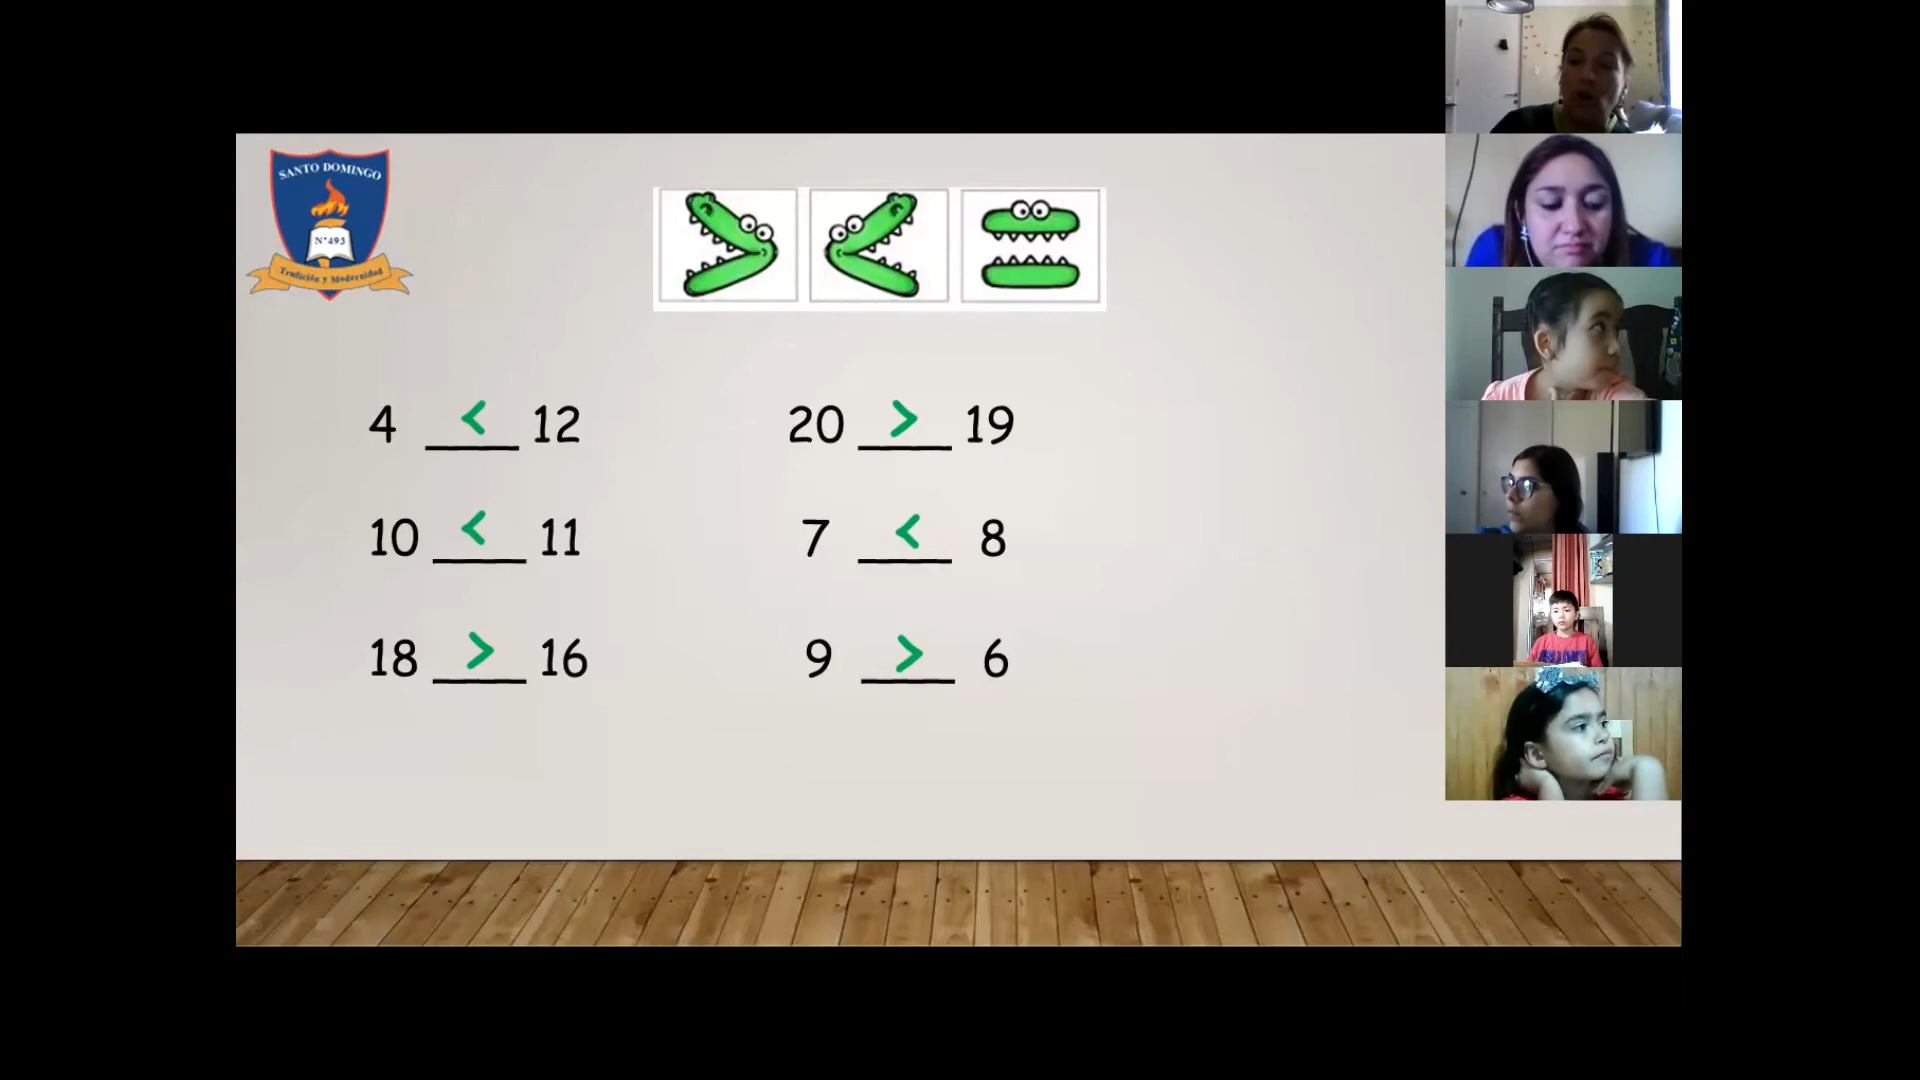 SANTO DOMINGO
N°493
Tradición y Modernidad
4 < 12
20 > 19
10 < 11
7 < 8
18 > 16
9 > 6